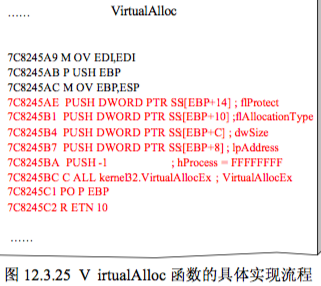 ......
VirtualAlloc
7C8245A9 M OV EDI,EDI
7C8245AB P USH EBP
7C8245AC M OV EBP,ESP
7C8245AE PUSH DWORD PTR SS[EBP+14] ; flProtect
7C8245B1 PUSH DWORD PTR SS[EBP+10] ;flAllocationType
7C8245B4 PUSH DWORD PTR SS[EBP+C] ; dwSize
7C8245B7 PUSH DWORD PTR SS[EBP+8] ; lpAddress
7C8245BA PUSH -1 ; hProcess = FFFFFFFF
7C8245BC C ALL kernel32.VirtualAllocEx ; VirtualAllocEx
7C8245C1 PO P EBP
7C8245C2 R ETN 10
......
图 12.3.25 V irtualAlloc 函数的具体实现流程